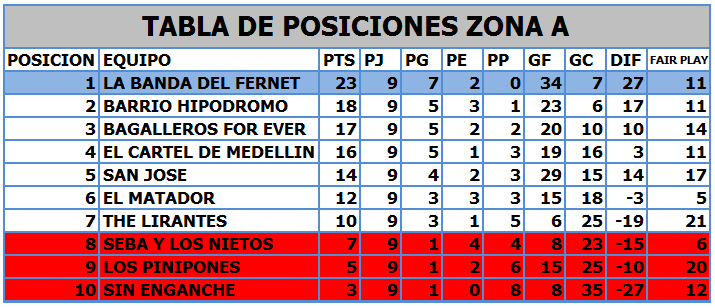 TABLA DE POSICIONES ZONA A
POSICION EQUIPO PTS PJ PG PE PP GF GC DIF FAIR PLAY
1 LA BANDA DEL FERNET 23 9 7 2 0 34 7 27 11
2 BARRIO HIPODROMO 18 9 5 3 1 23 6 17 11
3 BAGALLEROS FOR EVER 17 9 5 2 2 20 10 10 14
4 EL CARTEL DE MEDELLIN 16 9 5 1 3 19 16 3 11
5 SAN JOSE 14 9 4 2 3 29 15 14 17
6 EL MATADOR 12 9 3 3 3 15 18 -3 5
7 THE LIRANTES 10 9 3 1 5 6 25 -19 21
8 SEBA Y LOS NIETOS 7 9 1 4 4 8 23 -15 6
9 LOS PINIPONES 5 9 1 2 6 15 25 -10 20
10 SIN ENGANCHE 3 9 1 0 8 8 35 -27 12